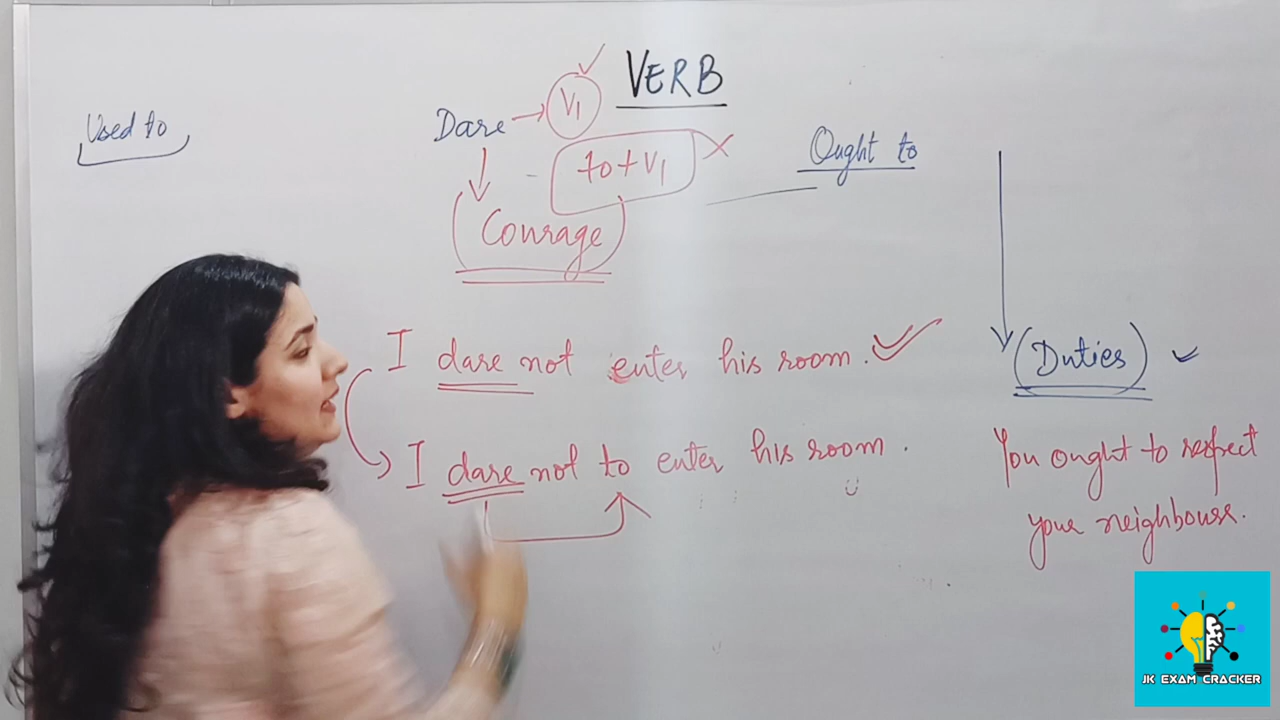 VERB
Used to
Dare → V1 ✓
to + V1 ✗
Ought to
Courage
I dare not enter his room. ✓
(Duties) ✓
I dare not to enter his room.
You ought to respect
your neighbour.
JK EXAM CRACKER